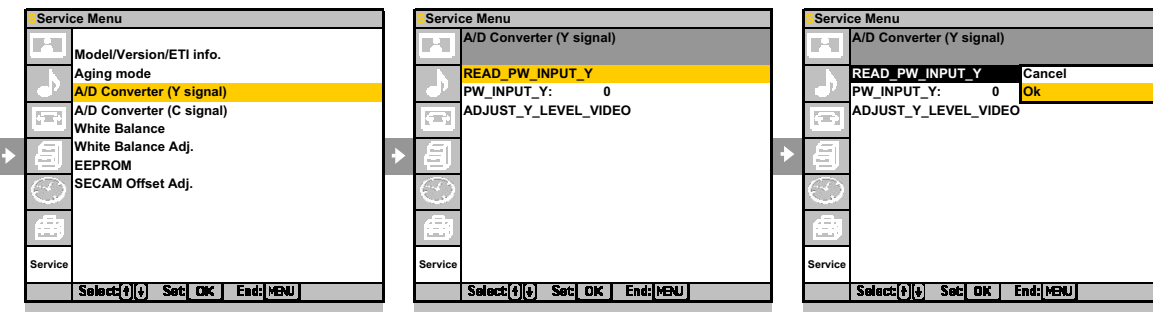 Service Menu
Model/Version/ETI info.
Aging mode
A/D Converter (Y signal)
A/D Converter (C signal)
White Balance
White Balance Adj.
EEPROM
SECAM Offset Adj.
Service
Select: Set: OK End: MENU
Service Menu
A/D Converter (Y signal)
READ_PW_INPUT_Y
PW_INPUT_Y: 0
ADJUST_Y_LEVEL_VIDEO
Service
Select: Set: OK End: MENU
Service Menu
A/D Converter (Y signal)
READ_PW_INPUT_Y Cancel
PW_INPUT_Y: 0 Ok
ADJUST_Y_LEVEL_VIDEO
Service
Select: Set: OK End: MENU